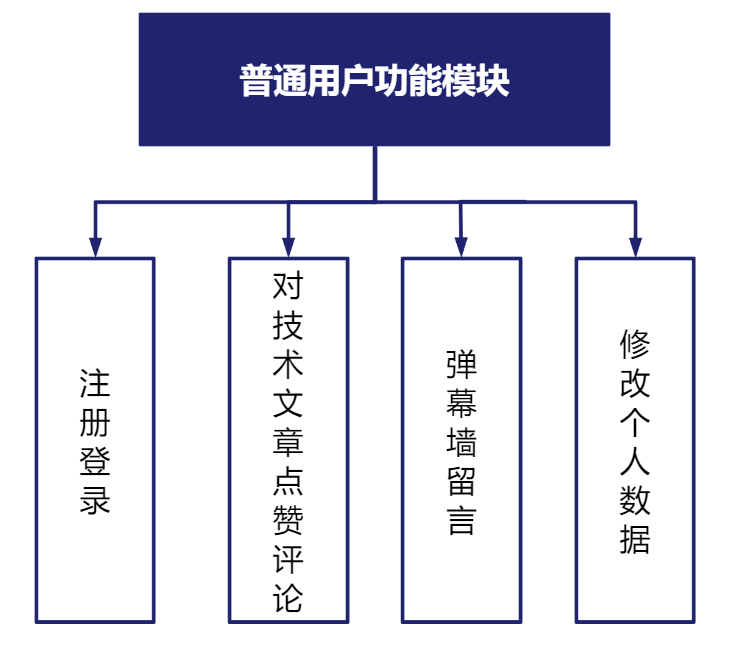 普通用户功能模块
注册登录
对技术文章点赞评论
弹幕墙留言
修改个人数据